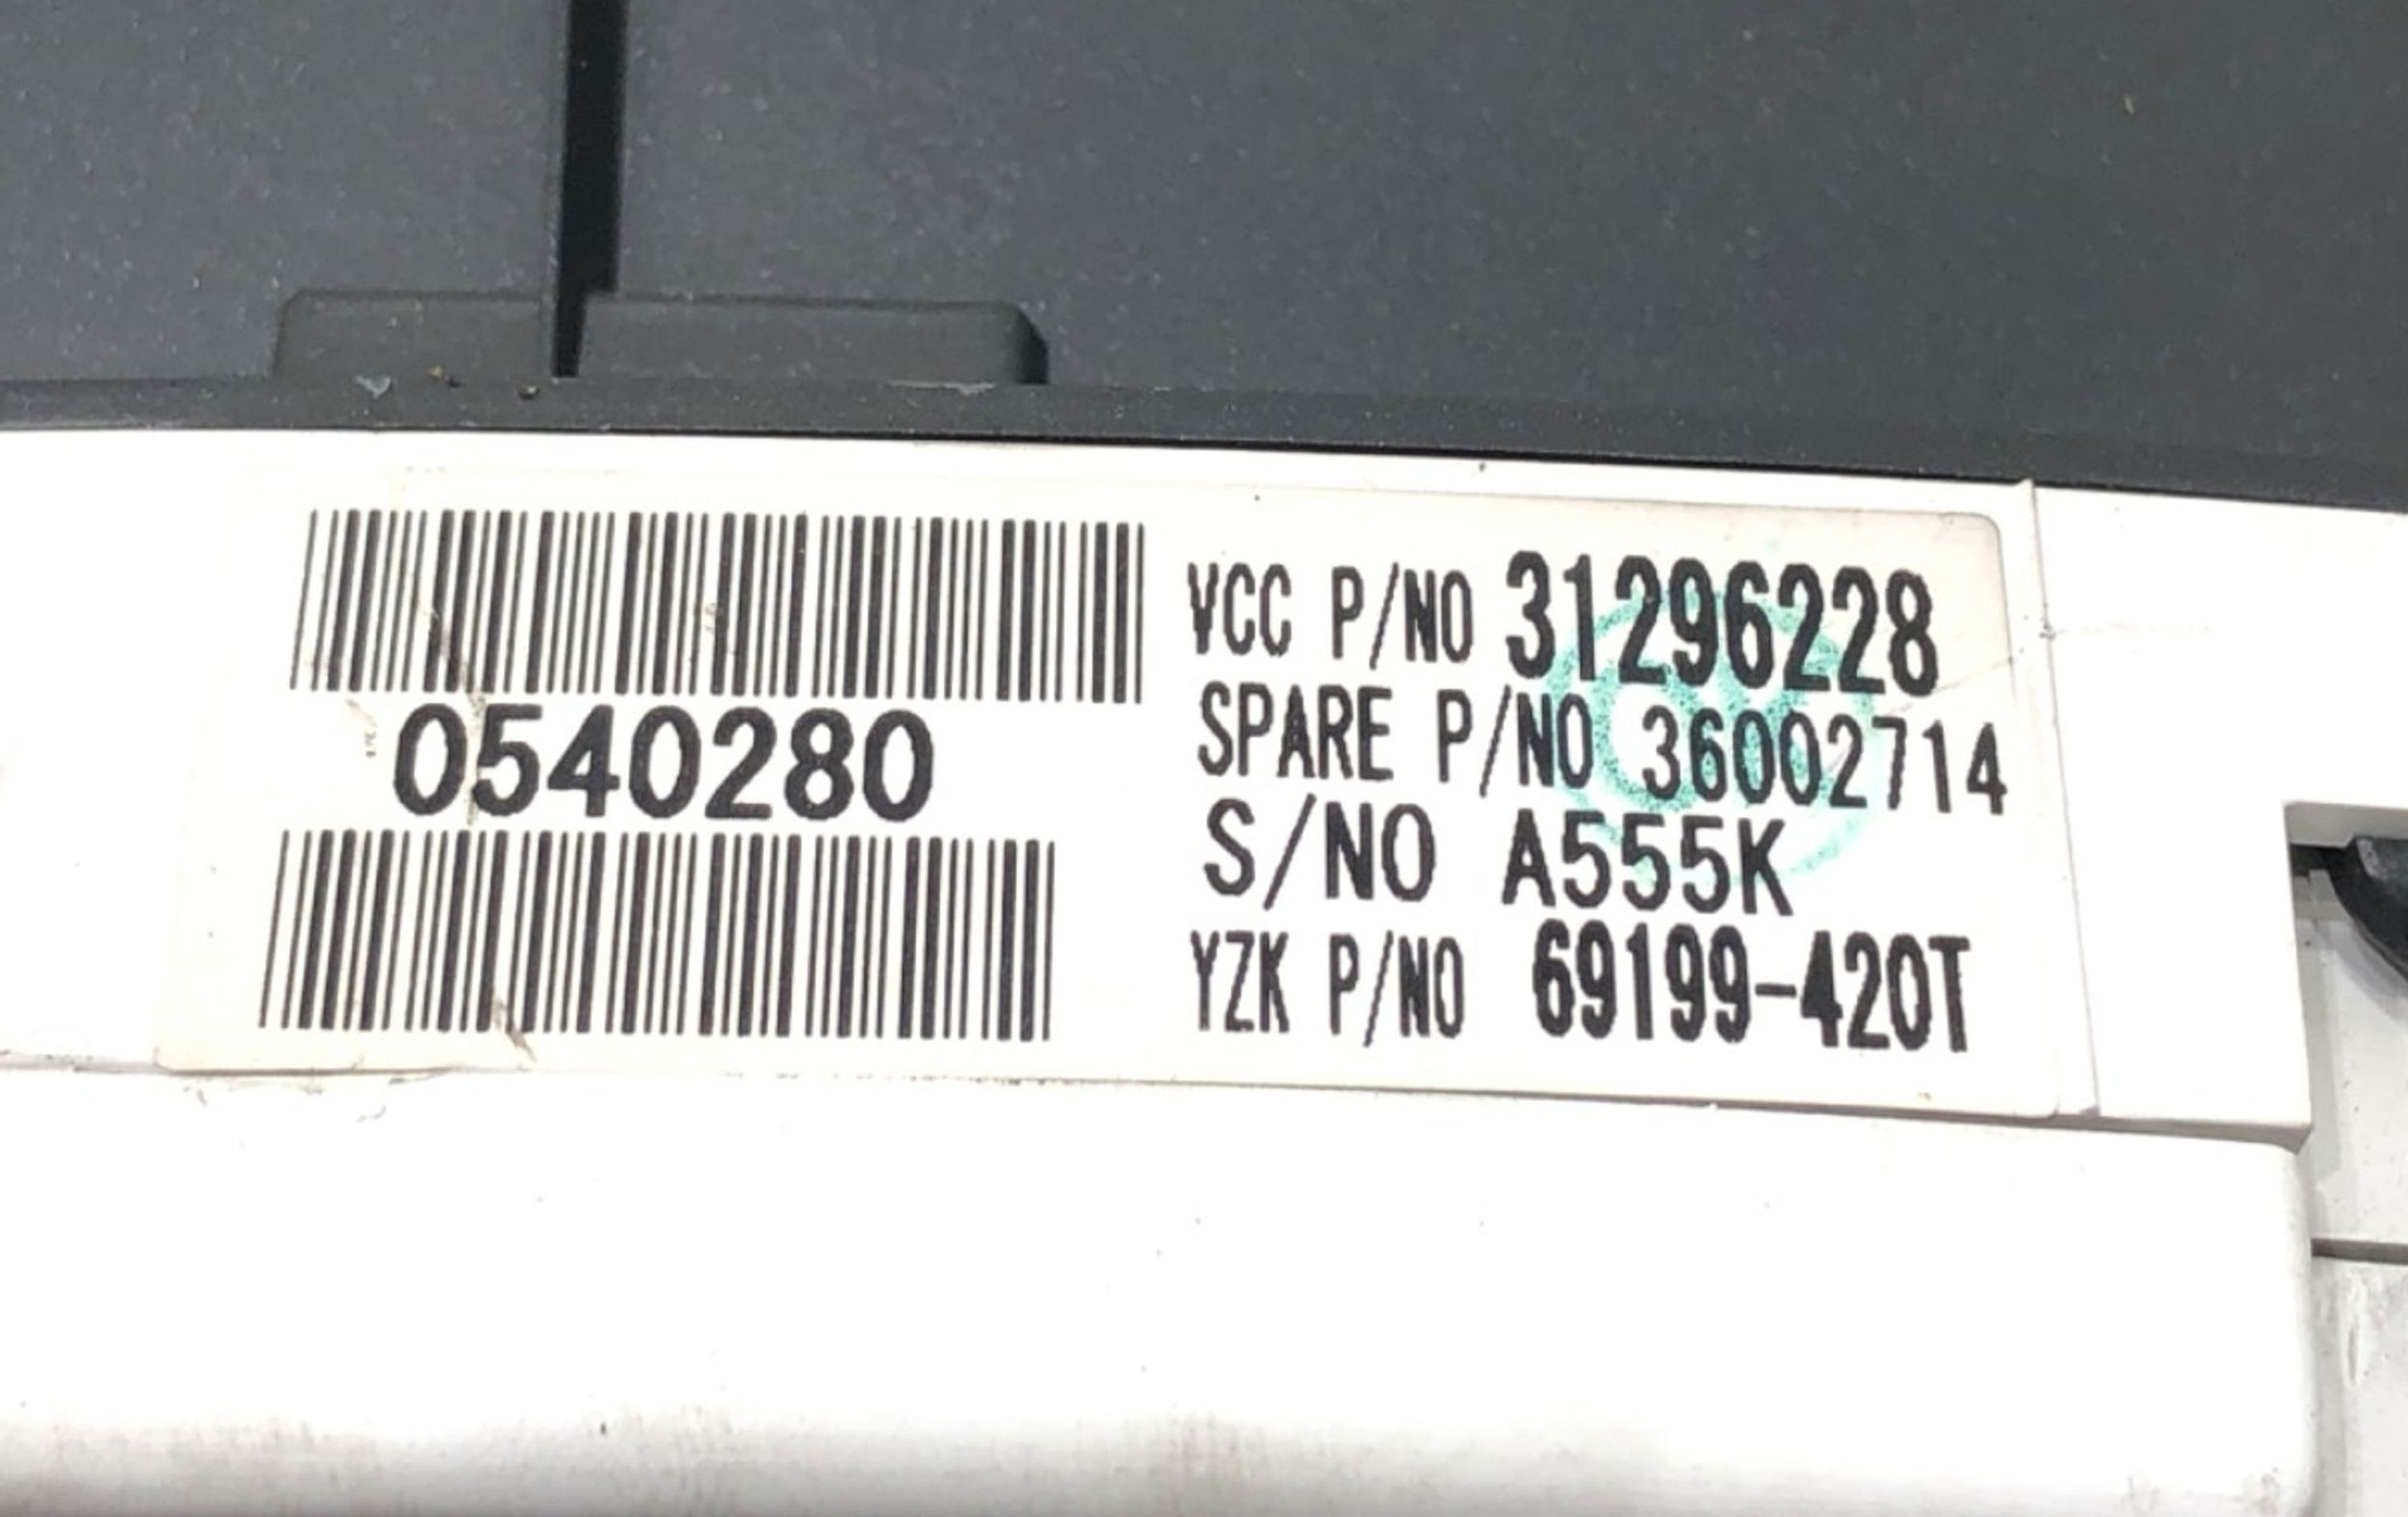 0540280
VCC P/NO 31296228
SPARE P/NO 36002714
S/NO A555K
YZK P/NO 69199-420T